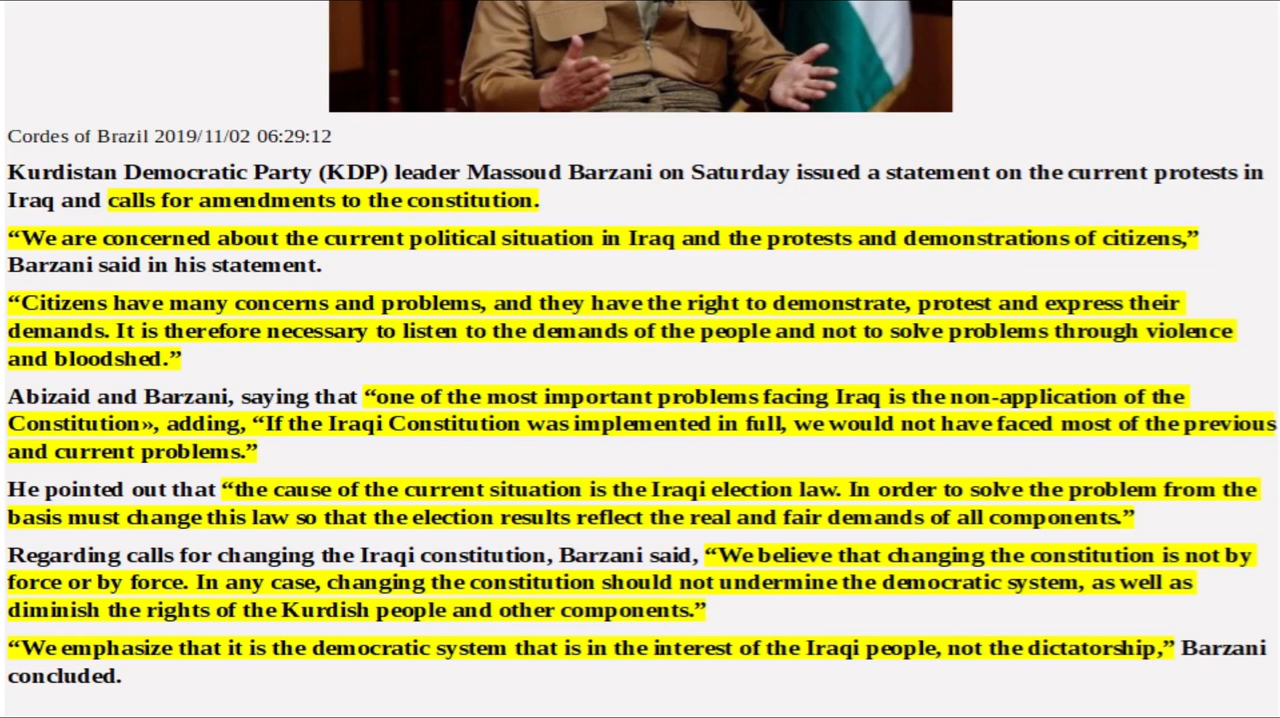 Cordes of Brazil 2019/11/02 06:29:12
Kurdistan Democratic Party (KDP) leader Massoud Barzani on Saturday issued a statement on the current protests in
Iraq and calls for amendments to the constitution.
“We are concerned about the current political situation in Iraq and the protests and demonstrations of citizens,”
Barzani said in his statement.
“Citizens have many concerns and problems, and they have the right to demonstrate, protest and express their
demands. It is therefore necessary to listen to the demands of the people and not to solve problems through violence
and bloodshed.”
Abizaid and Barzani, saying that “one of the most important problems facing Iraq is the non-application of the
Constitution», adding, “If the Iraqi Constitution was implemented in full, we would not have faced most of the previous
and current problems.”
He pointed out that “the cause of the current situation is the Iraqi election law. In order to solve the problem from the
basis must change this law so that the election results reflect the real and fair demands of all components.”
Regarding calls for changing the Iraqi constitution, Barzani said, “We believe that changing the constitution is not by
force or by force. In any case, changing the constitution should not undermine the democratic system, as well as
diminish the rights of the Kurdish people and other components.”
“We emphasize that it is the democratic system that is in the interest of the Iraqi people, not the dictatorship,” Barzani
concluded.